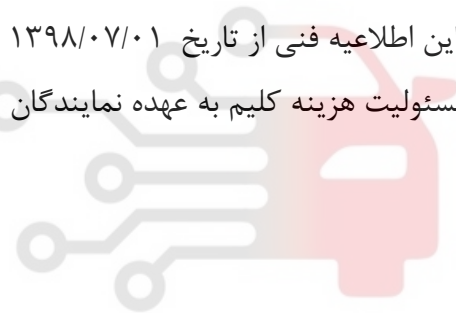 این اطلاعیه فنی از تاریخ ۱۳۹۸/۰۷/۰۱
مسئولیت هزینه کلیم به عهده نمایندگان